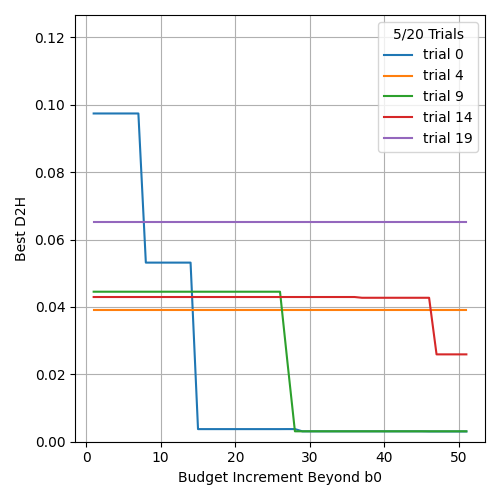 5/20 Trials
trial 0
trial 4
trial 9
trial 14
trial 19
0.12
0.10
0.08
0.06
0.04
0.02
0.00
Best D2H
0 10 20 30 40 50
Budget Increment Beyond b0